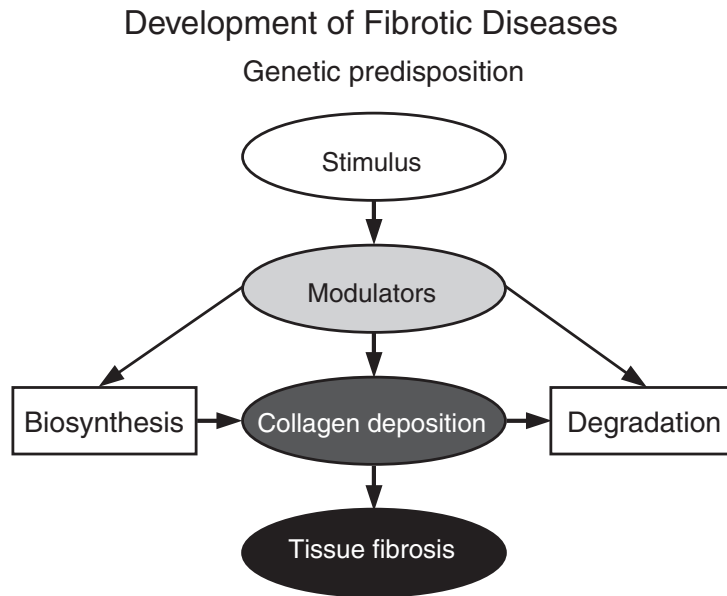 Development of Fibrotic Diseases
Genetic predisposition
Stimulus
Modulators
Biosynthesis
Collagen deposition
Degradation
Tissue fibrosis